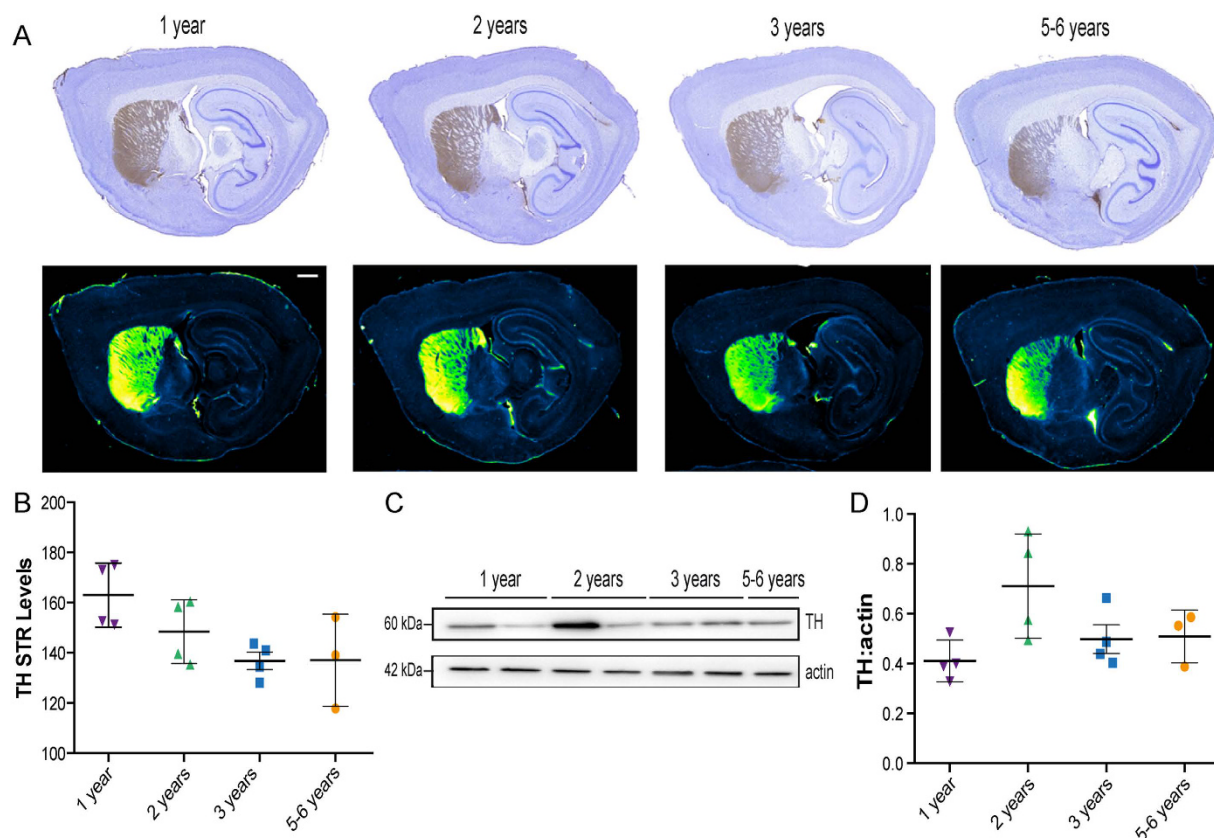 A
1 year
2 years
3 years
5-6 years
B
200
180
160
140
120
100
TH STR Levels
1 year
2 years
3 years
5-6 years
C
1 year
2 years
3 years
5-6 years
60 kDa
TH
42 kDa
actin
D
1.0
0.8
0.6
0.4
0.2
0.0
TH:actin
1 year
2 years
3 years
5-6 years